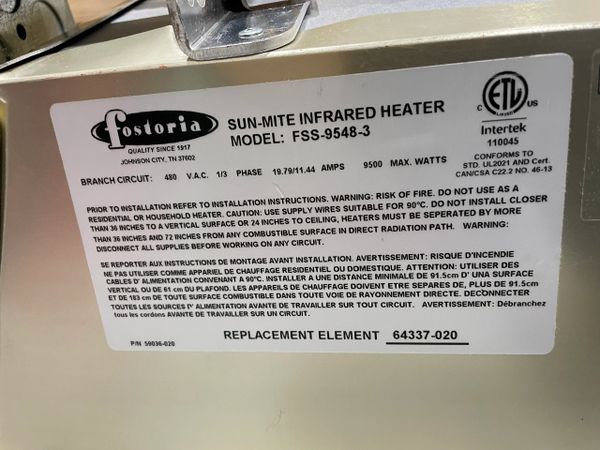 fostoria
QUALITY SINCE 1917
JOHNSON CITY, TN 37602
SUN-MITE INFRARED HEATER
MODEL: FSS-9548-3
C ETL US
LISTED
Intertek
110045
CONFORMS TO
STD. UL2021 AND Cert.
CAN/CSA C22.2 NO. 46-13
BRANCH CIRCUIT: 480 V.A.C. 1/3 PHASE 19.79/11.44 AMPS 9500 MAX. WATTS
PRIOR TO INSTALLATION REFER TO INSTALLATION INSTRUCTIONS. WARNING: RISK OF FIRE. DO NOT USE AS A
RESIDENTIAL OR HOUSEHOLD HEATER. CAUTION: USE SUPPLY WIRES SUITABLE FOR 90°C. DO NOT INSTALL CLOSER
THAN 36 INCHES TO A VERTICAL SURFACE OR 24 INCHES TO CEILING, HEATERS MUST BE SEPERATED BY MORE
THAN 36 INCHES AND 72 INCHES FROM ANY COMBUSTIBLE SURFACE IN DIRECT RADIATION PATH. WARNING:
DISCONNECT ALL SUPPLIES BEFORE WORKING ON ANY CIRCUIT.
SE REPORTER AUX INSTRUCTIONS DE MONTAGE AVANT INSTALLATION. AVERTISSEMENT: RISQUE D'INCENDIE
NE PAS UTILISER COMME APPAREIL DE CHAUFFAGE RESIDENTIEL OU DOMESTIQUE. ATTENTION: UTILISER DES
CABLES D' ALIMENTATION CONVENANT A 90°C. INSTALLER A UNE DISTANCE MINIMALE DE 91.5cm D' UNA SURFACE
VERTICAL OU DE 61 cm DU PLAFOND. LES APPAREILS DE CHAUFFAGE DOIVENT ETRE SEPARES DE, PLUS DE 91.5cm
ET DE 183 cm DE TOUTE SURFACE COMBUSTIBLE DANS TOUTE VOIE DE RAYONNEMENT DIRECTE. DECONNECTER
TOUTES LES SOURCES D' ALIMENTATION AVANTE DE TRAVAILLER SUR TOUT CIRCUIT. AVERTISSEMENT: Débranchez
tous les cordons AVANTE DE TRAVAILLER SUR UN CIRCUIT.
P/N 59036-020
REPLACEMENT ELEMENT 64337-020